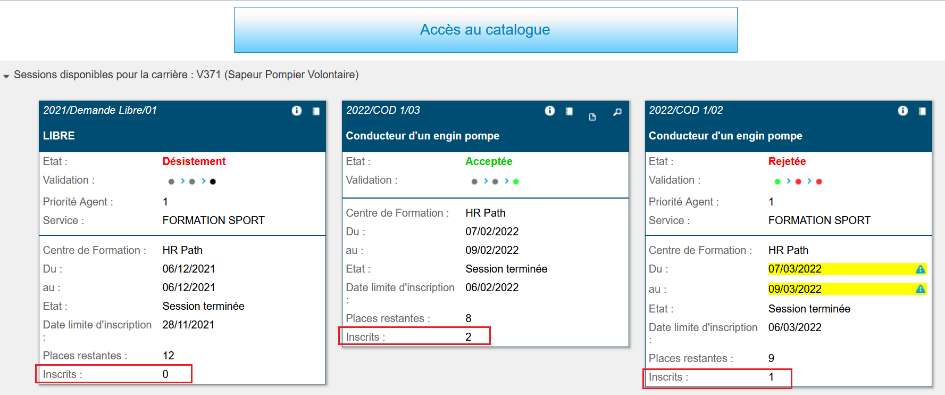 Accès au catalogue
Sessions disponibles pour la carrière : V371 (Sapeur Pompier Volontaire)
2021/Demande Libre/01
LIBRE
Etat : Désistement
Validation :
Priorité Agent : 1
Service : FORMATION SPORT
Centre de Formation : HR Path
Du : 06/12/2021
au : 06/12/2021
Etat : Session terminée
Date limite d'inscription : 28/11/2021
Places restantes : 12
Inscrits : 0
2022/COD 1/03
Conducteur d'un engin pompe
Etat : Acceptée
Validation :
Centre de Formation : HR Path
Du : 07/02/2022
au : 09/02/2022
Etat : Session terminée
Date limite d'inscription : 06/02/2022
Places restantes : 8
Inscrits : 2
2022/COD 1/02
Conducteur d'un engin pompe
Etat : Rejetée
Validation :
Priorité Agent : 1
Service : FORMATION SPORT
Centre de Formation : HR Path
Du : 07/03/2022
au : 09/03/2022
Etat : Session terminée
Date limite d'inscription : 06/03/2022
Places restantes : 9
Inscrits : 1